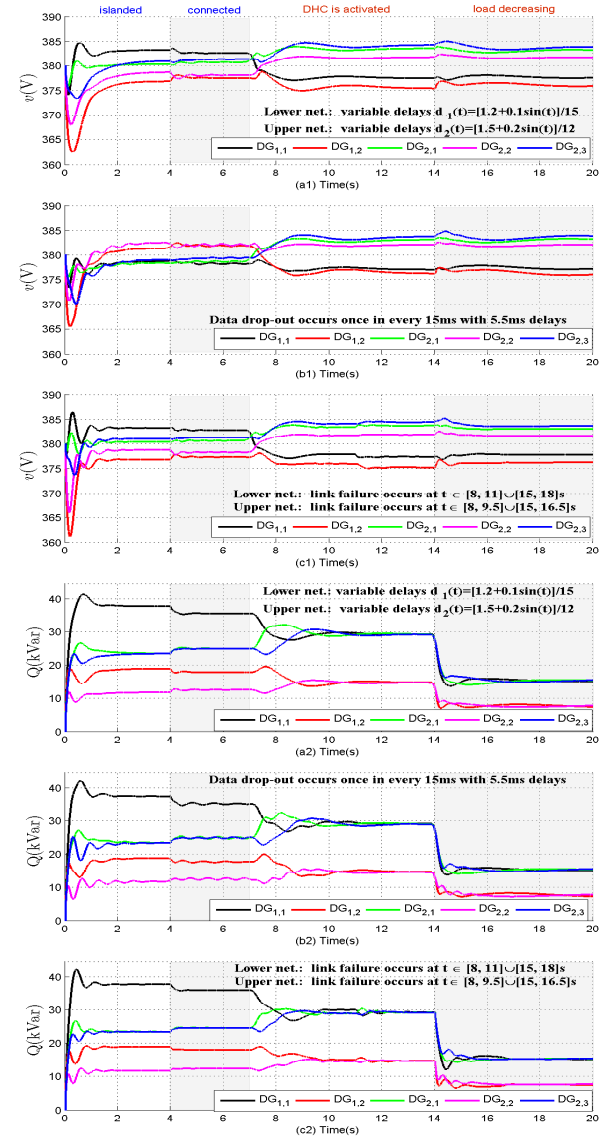 islanded connected DHC is activated load decreasing
390
385
380
375
370
365
360
v(V)
Lower net.: variable delays d 1(t)=[1.2+0.1sin(t)]/15
Upper net.: variable delays d2(t)=[1.5+0.2sin(t)]/12
DG1,1 DG1,2 DG2,1 DG2,2 DG2,3
0 2 4 6 8 10 12 14 16 18 20
(a1) Time(s)
390
385
380
375
370
365
360
v(V)
Data drop-out occurs once in every 15ms with 5.5ms delays
DG1,1 DG1,2 DG2,1 DG2,2 DG2,3
0 2 4 6 8 10 12 14 16 18 20
(b1) Time(s)
390
385
380
375
370
365
360
v(V)
Lower net.: link failure occurs at t ⊂ [8, 11]∪[15, 18]s
Upper net.: link failure occurs at t∈ [8, 9.5]∪[15, 16.5]s
DG1,1 DG1,2 DG2,1 DG2,2 DG2,3
0 2 4 6 8 10 12 14 16 18 20
(c1) Time(s)
Lower net.: variable delays d 1(t)=[1.2+0.1sin(t)]/15
Upper net.: variable delays d2(t)=[1.5+0.2sin(t)]/12
40
30
20
10
0
Q(kVar)
DG1,1 DG1,2 DG2,1 DG2,2 DG2,3
0 2 4 6 8 10 12 14 16 18 20
(a2) Time(s)
Data drop-out occurs once in every 15ms with 5.5ms delays
40
30
20
10
0
Q(kVar)
DG1,1 DG1,2 DG2,1 DG2,2 DG2,3
0 2 4 6 8 10 12 14 16 18 20
(b2) Time(s)
Lower net.: link failure occurs at t ∈ [8, 11]∪[15, 18]s
Upper net.: link failure occurs at t ∈ [8, 9.5]∪[15, 16.5]s
40
30
20
10
0
Q(kVar)
DG1,1 DG1,2 DG2,1 DG2,2 DG2,3
0 2 4 6 8 10 12 14 16 18 20
(c2) Time(s)